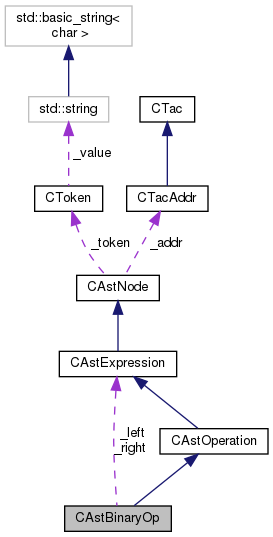 std::basic_string<
char >
std::string
CTac
_value
CToken
CTacAddr
_token
_addr
CAstNode
CAstExpression
_left
_right
CAstOperation
CAstBinaryOp